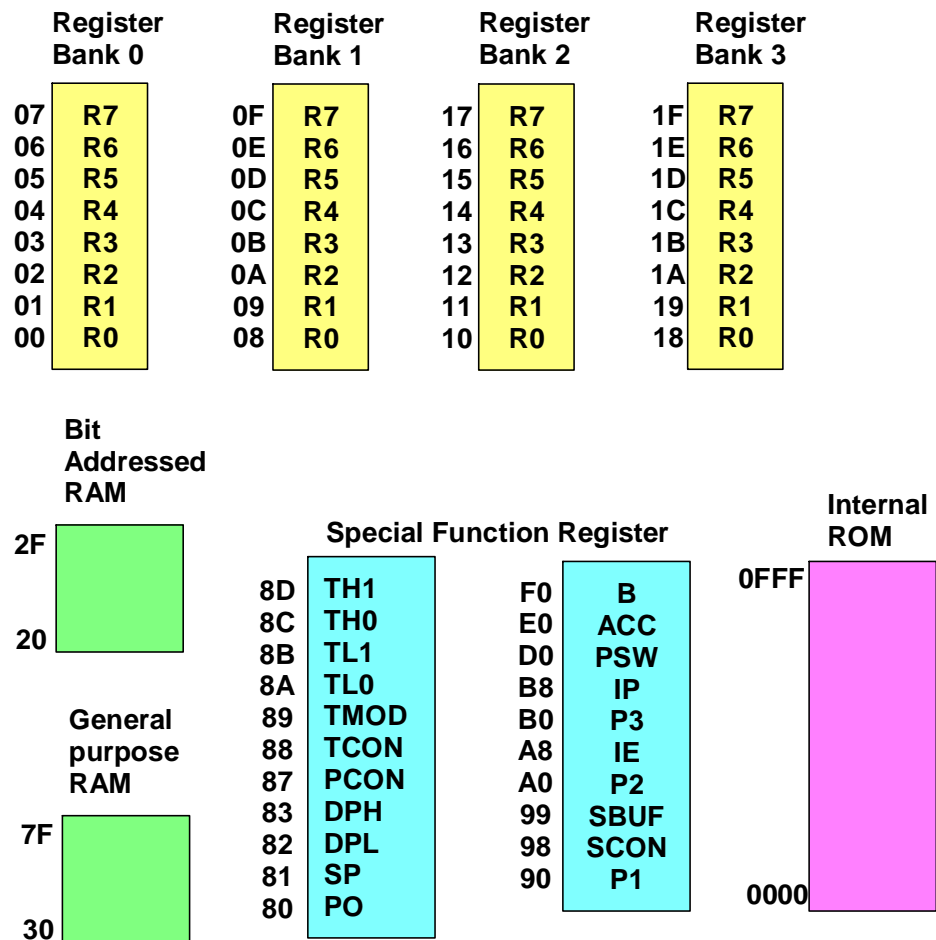 Register Bank 0
07 R7
06 R6
05 R5
04 R4
03 R3
02 R2
01 R1
00 R0
Register Bank 1
0F R7
0E R6
0D R5
0C R4
0B R3
0A R2
09 R1
08 R0
Register Bank 2
17 R7
16 R6
15 R5
14 R4
13 R3
12 R2
11 R1
10 R0
Register Bank 3
1F R7
1E R6
1D R5
1C R4
1B R3
1A R2
19 R1
18 R0
Bit
Addressed
RAM
2F
20
General
purpose
RAM
7F
30
Special Function Register
8D TH1
8C TH0
8B TL1
8A TL0
89 TMOD
88 TCON
87 PCON
83 DPH
82 DPL
81 SP
80 PO
F0 B
E0 ACC
D0 PSW
B8 IP
B0 P3
A8 IE
A0 P2
99 SBUF
98 SCON
90 P1
Internal
ROM
0FFF
0000